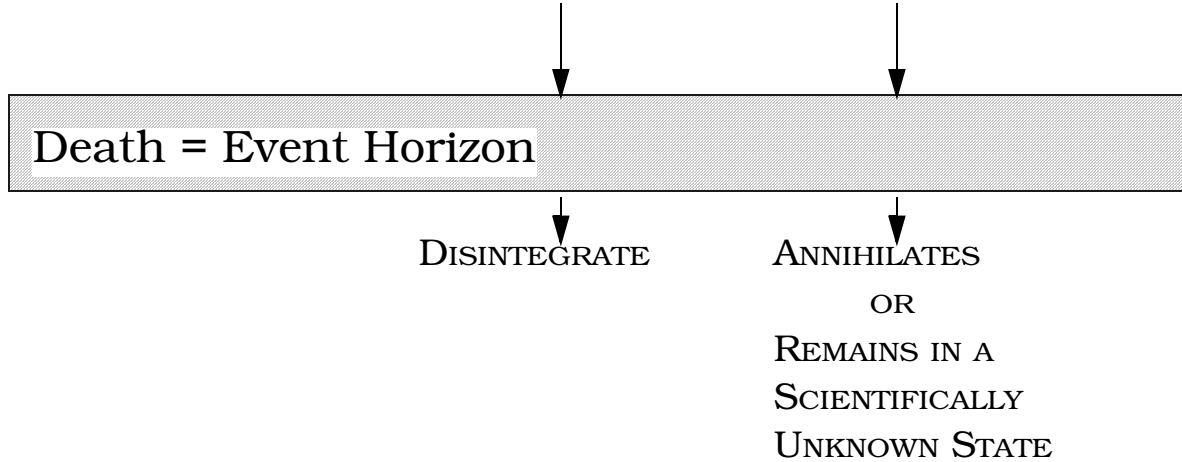 Death = Event Horizon
DISINTEGRATE
ANNIHILATES
OR
REMAINS IN A
SCIENTIFICALLY
UNKNOWN STATE